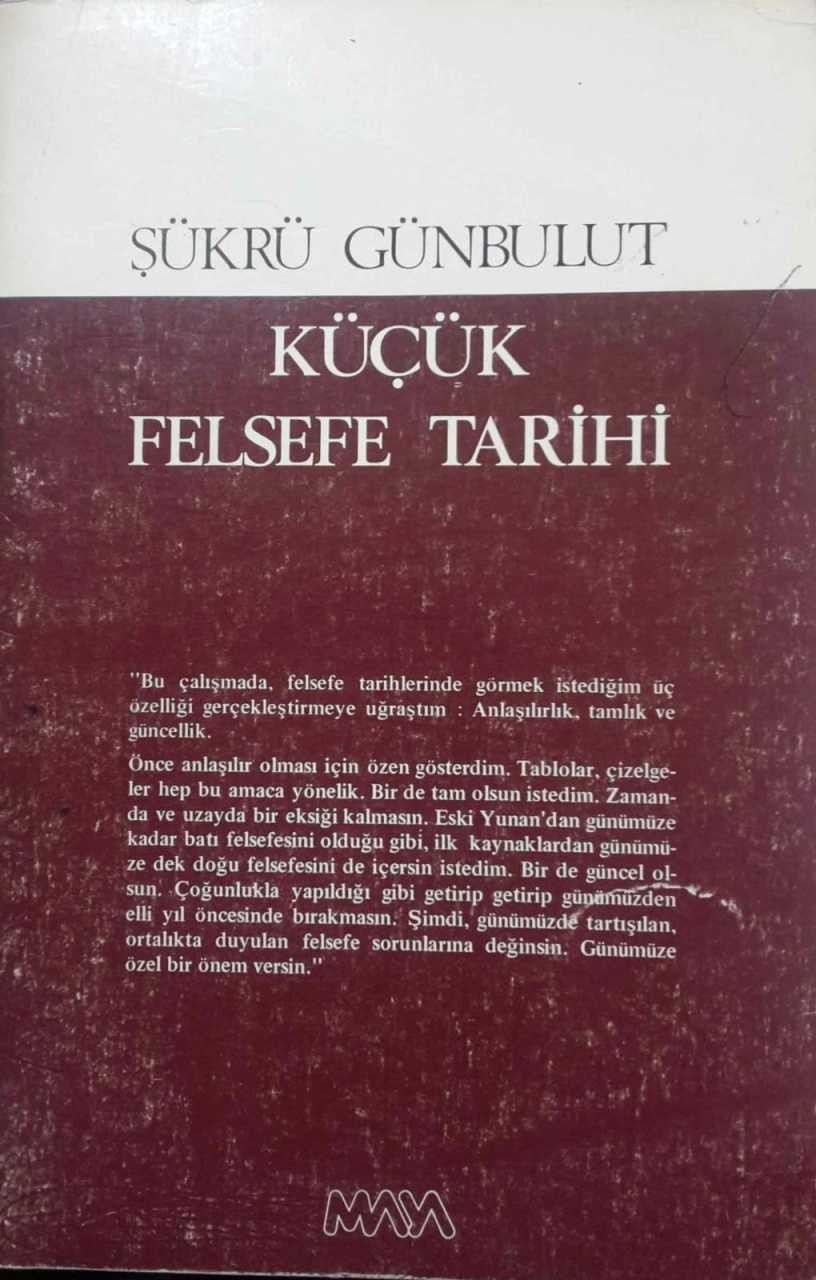 ŞÜKRÜ GÜNBULUT
KÜÇÜK
FELSEFE TARİHİ
"Bu çalışmada, felsefe tarihlerinde görmek istediğim üç
özelliği gerçekleştirmeye uğraştım : Anlaşılırlık, tamlık ve
güncellik.
Önce anlaşılır olması için özen gösterdim. Tablolar, çizelge-
ler hep bu amaca yönelik. Bir de tam olsun istedim. Zaman-
da ve uzayda bir eksiği kalmasın. Eski Yunan'dan günümüze
kadar batı felsefesini olduğu gibi, ilk kaynaklardan günümü-
ze dek doğu felsefesini de içersin istedim. Bir de güncel ol-
sun. Çoğunlukla yapıldığı gibi getirip getirip günümüzden
elli yıl öncesinde bırakmasın. Şimdi, günümüzde tartışılan,
ortalıkta duyulan felsefe sorunlarına değinsin. Günümüze
özel bir önem versin."
MAYA